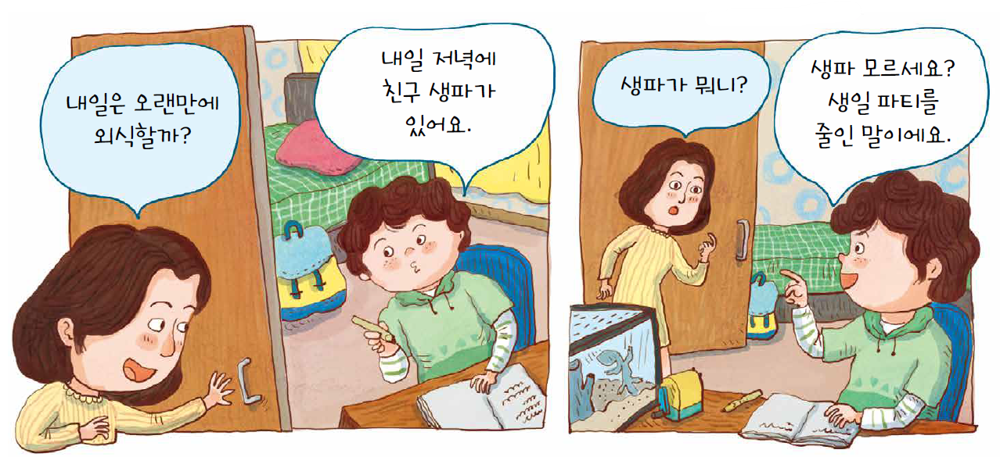 내일은 오랜만에
외식할까?
내일 저녁에
친구 생파가
있어요.
생파가 뭐니?
생파 모르세요?
생일 파티를
줄인 말이에요.